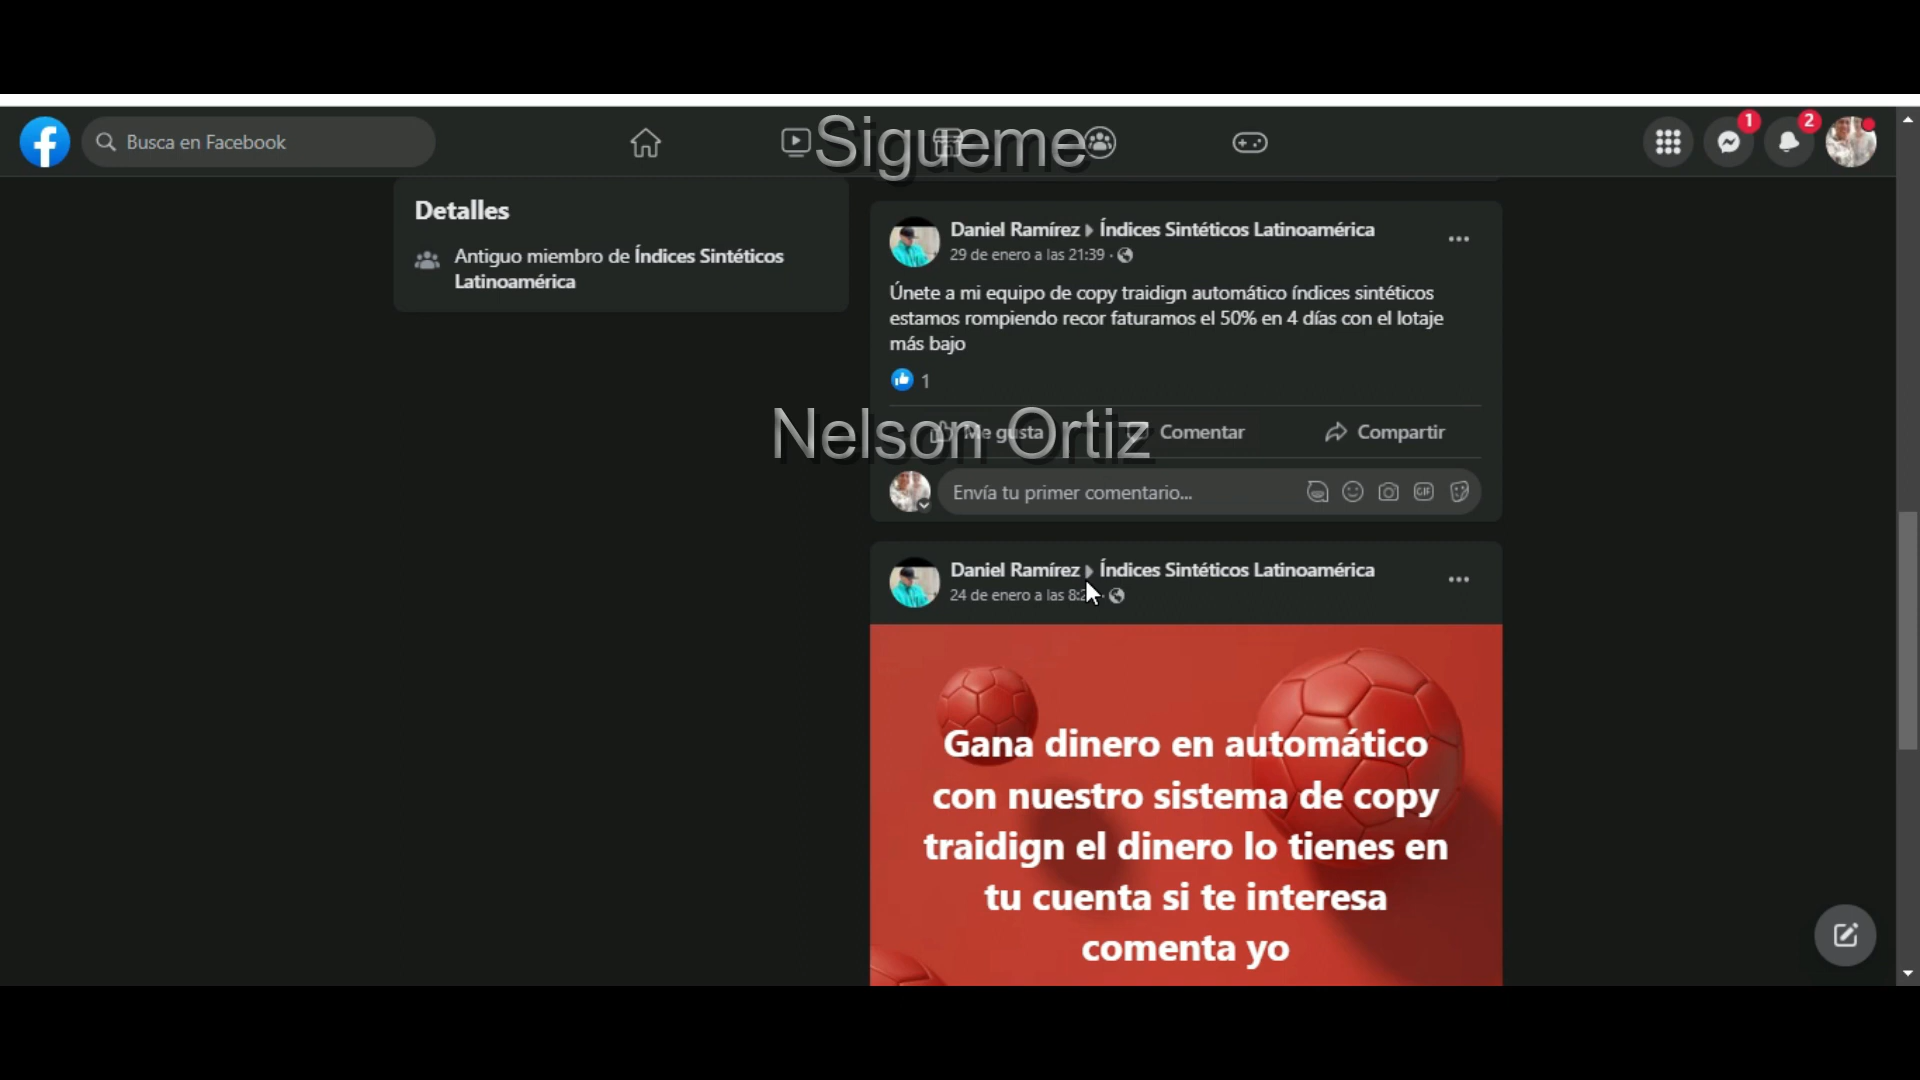 Busca en Facebook
Sigueme
1
2
Detalles
Antiguo miembro de Índices Sintéticos
Latinoamérica
Daniel Ramírez Índices Sintéticos Latinoamérica
29 de enero a las 21:39 ·
Únete a mi equipo de copy traidign automático índices sintéticos
estamos rompiendo recor faturamos el 50% en 4 días con el lotaje
más bajo
1
Me gusta
Comentar
Compartir
Nelson Ortiz
Envía tu primer comentario...
GIF
Daniel Ramírez Índices Sintéticos Latinoamérica
24 de enero a las
Gana dinero en automático
con nuestro sistema de copy
traidign el dinero lo tienes en
tu cuenta si te interesa
comenta yo